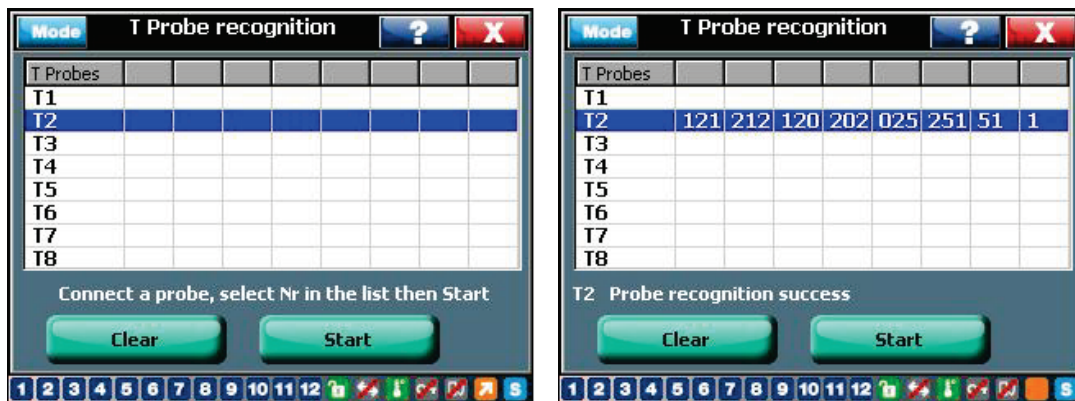 Mode T Probe recognition ? X
T Probes
T1
T2
T3
T4
T5
T6
T7
T8
Connect a probe, select Nr in the list then Start
Clear Start
1 2 3 4 5 6 7 8 9 10 11 12 S
Mode T Probe recognition ? X
T Probes
T1
T2 121 212 120 202 025 251 51 1
T3
T4
T5
T6
T7
T8
T2 Probe recognition success
Clear Start
1 2 3 4 5 6 7 8 9 10 11 12 S